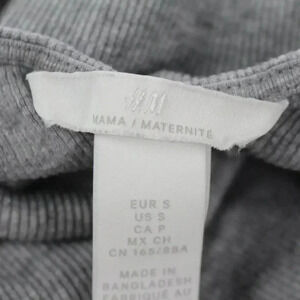 H&M
MAMA / MATERNITÉ
EUR S
US S
CA P
MX CH
CN 165/88A
MADE IN
BANGLADESH
FABRIQUÉ AU